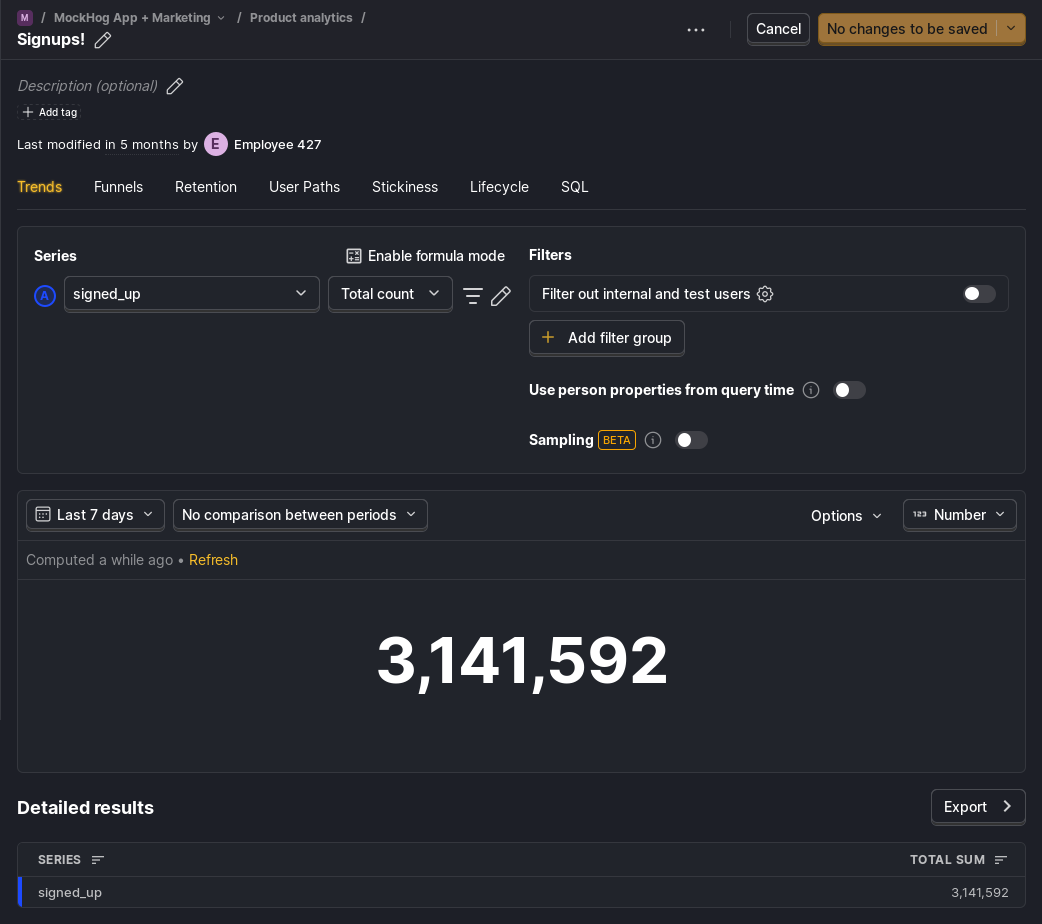 M / MockHog App + Marketing / Product analytics /
Signups!
Cancel
No changes to be saved
Description (optional)
Add tag
Last modified in 5 months by E Employee 427
Trends Funnels Retention User Paths Stickiness Lifecycle SQL
Series
Enable formula mode
A signed_up Total count
Filters
Filter out internal and test users
Add filter group
Use person properties from query time
Sampling BETA
Last 7 days No comparison between periods Options 123 Number
Computed a while ago • Refresh
3,141,592
Detailed results
Export
SERIES TOTAL SUM
signed_up 3,141,592